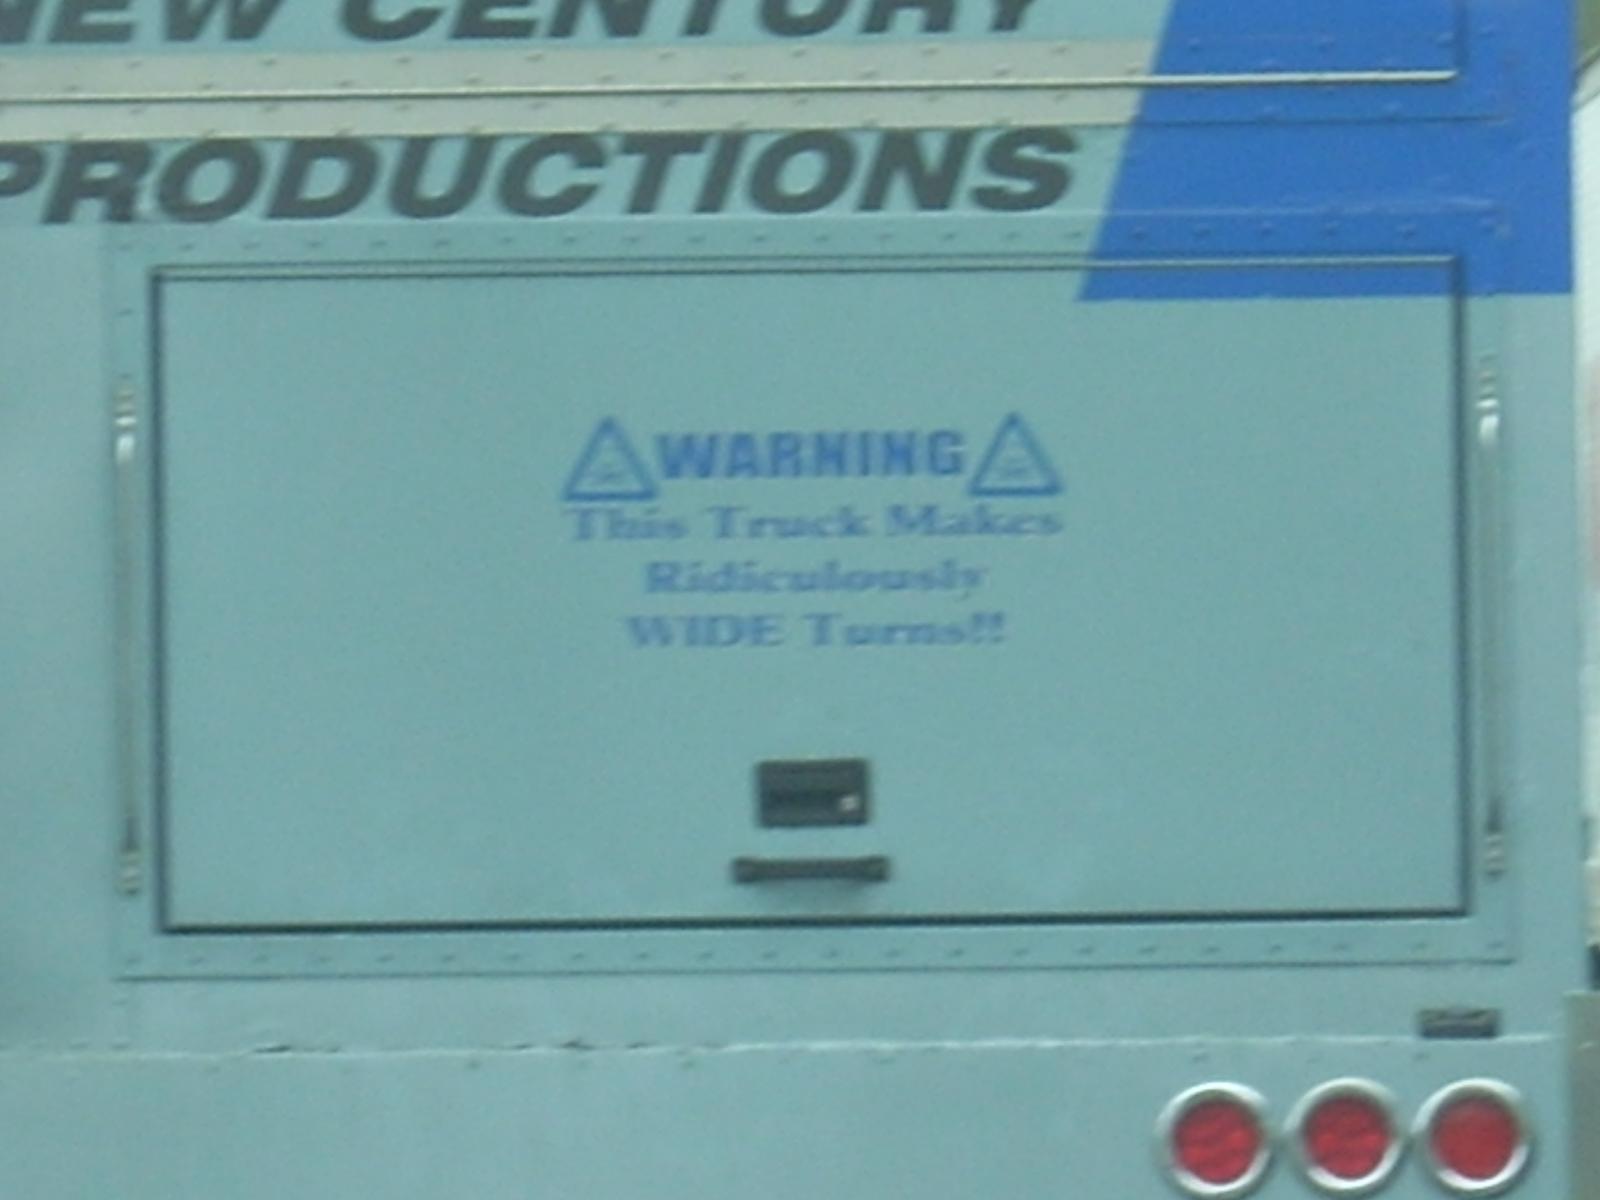 NEW CENTURY
PRODUCTIONS
WARNING
This Truck Makes
Ridiculously
WIDE Turns!!